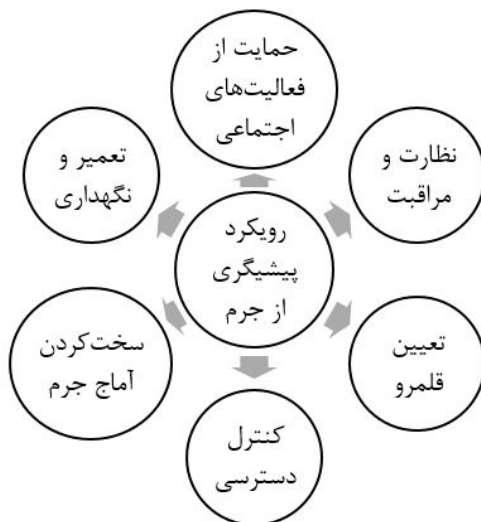 حمایت از
فعالیت‌های
اجتماعی
نظارت و
مراقبت
تعمیر و
نگهداری
رویکرد
پیشیگری
از جرم
تعیین
قلمرو
سخت‌کردن
آماج جرم
کنترل
دسترسی